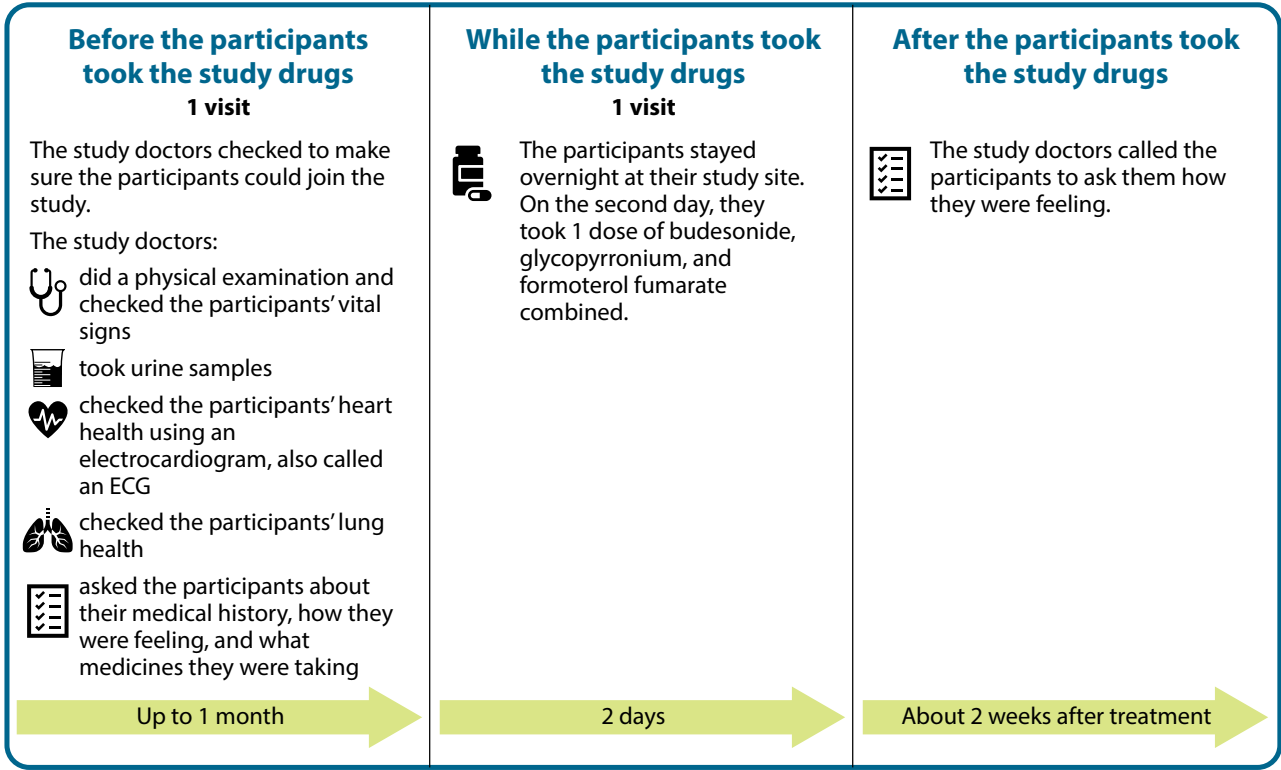 Before the participants
took the study drugs
1 visit
The study doctors checked to make
sure the participants could join the
study.
The study doctors:
did a physical examination and
checked the participants' vital
signs
took urine samples
checked the participants' heart
health using an
electrocardiogram, also called
an ECG
checked the participants' lung
health
asked the participants about
their medical history, how they
were feeling, and what
medicines they were taking
Up to 1 month
While the participants took
the study drugs
1 visit
The participants stayed
overnight at their study site.
On the second day, they
took 1 dose of budesonide,
glycopyrronium, and
formoterol fumarate
combined.
2 days
After the participants took
the study drugs
The study doctors called the
participants to ask them how
they were feeling.
About 2 weeks after treatment